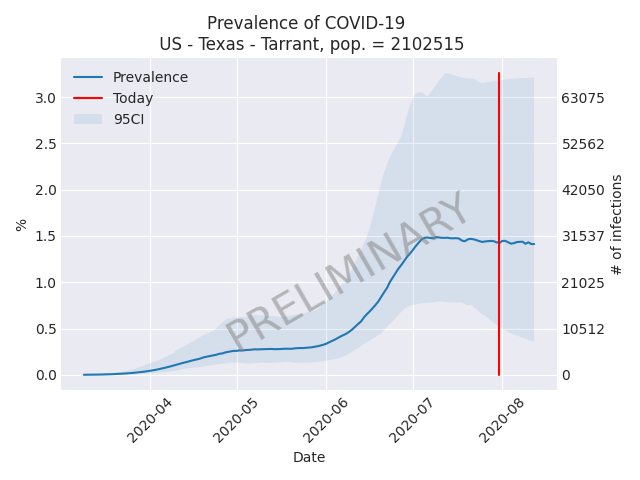 Prevalence of COVID-19
US - Texas - Tarrant, pop. = 2102515
Prevalence
Today
95CI
3.0
2.5
2.0
1.5
1.0
0.5
0.0
%
63075
52562
42050
31537
21025
10512
0
# of infections
PRELIMINARY
2020-04
2020-05
2020-06
2020-07
2020-08
Date